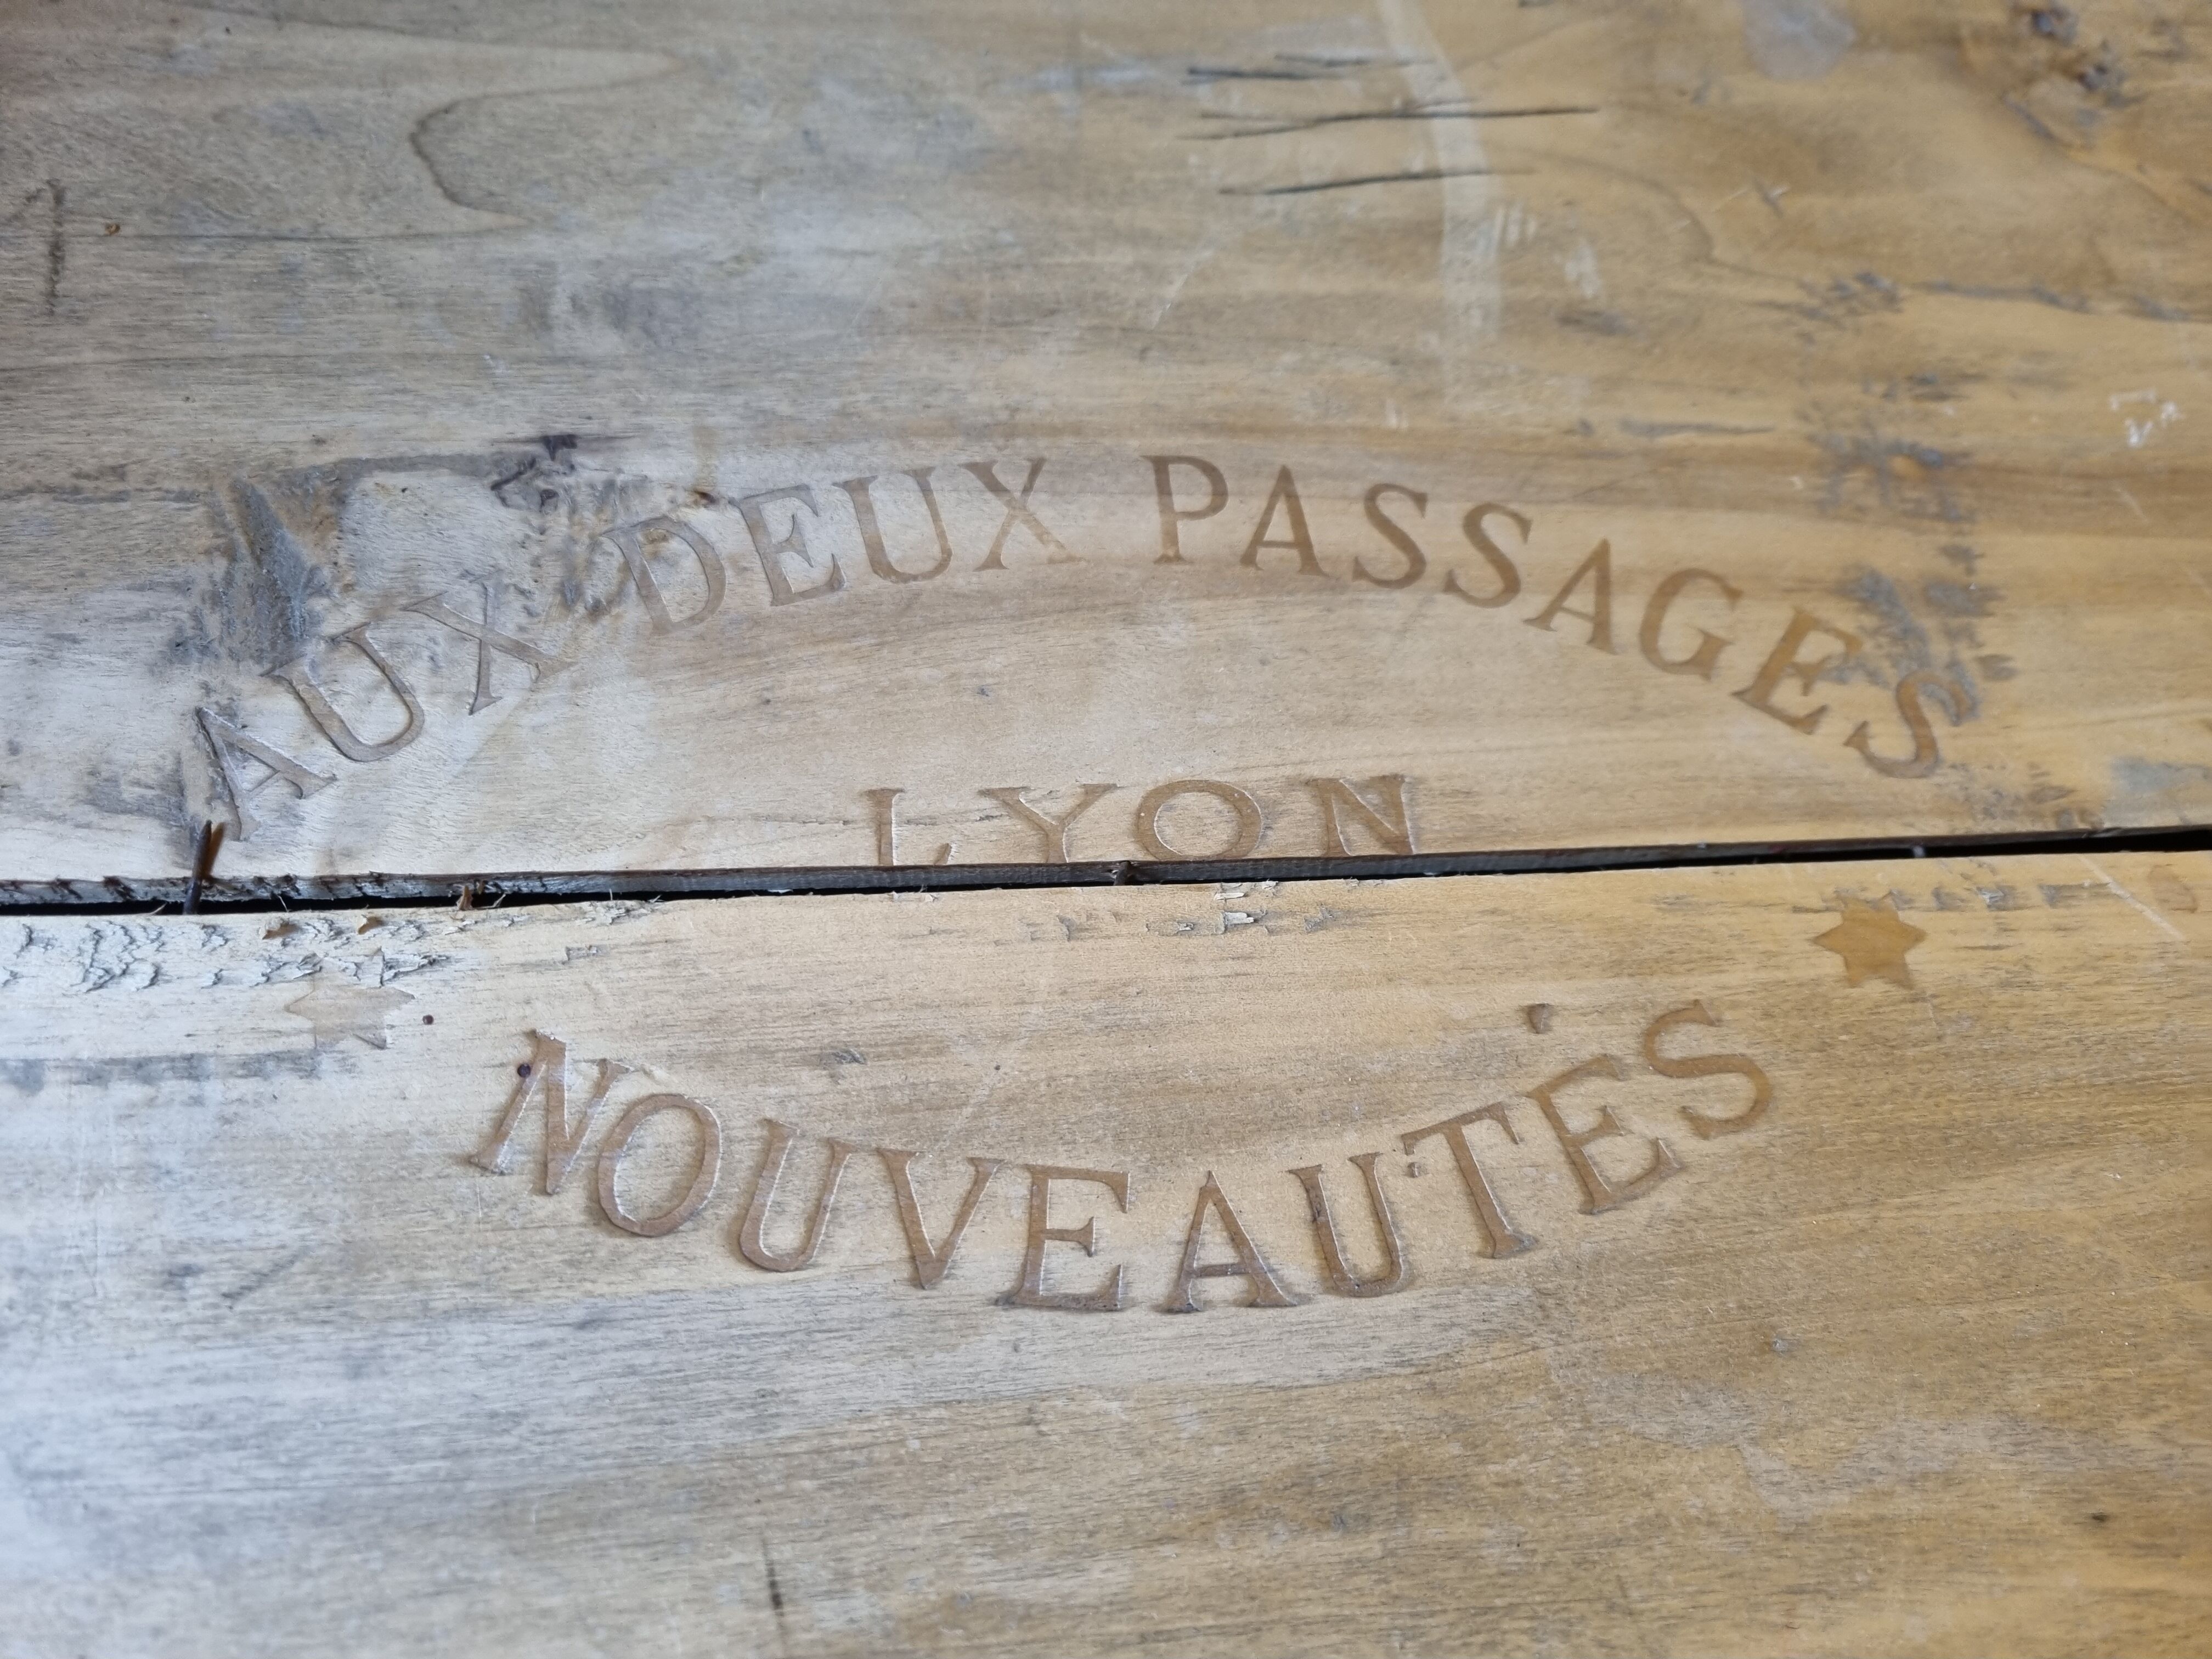 AUX DEUX PASSAGES
LYON
NOUVEAUTÉS